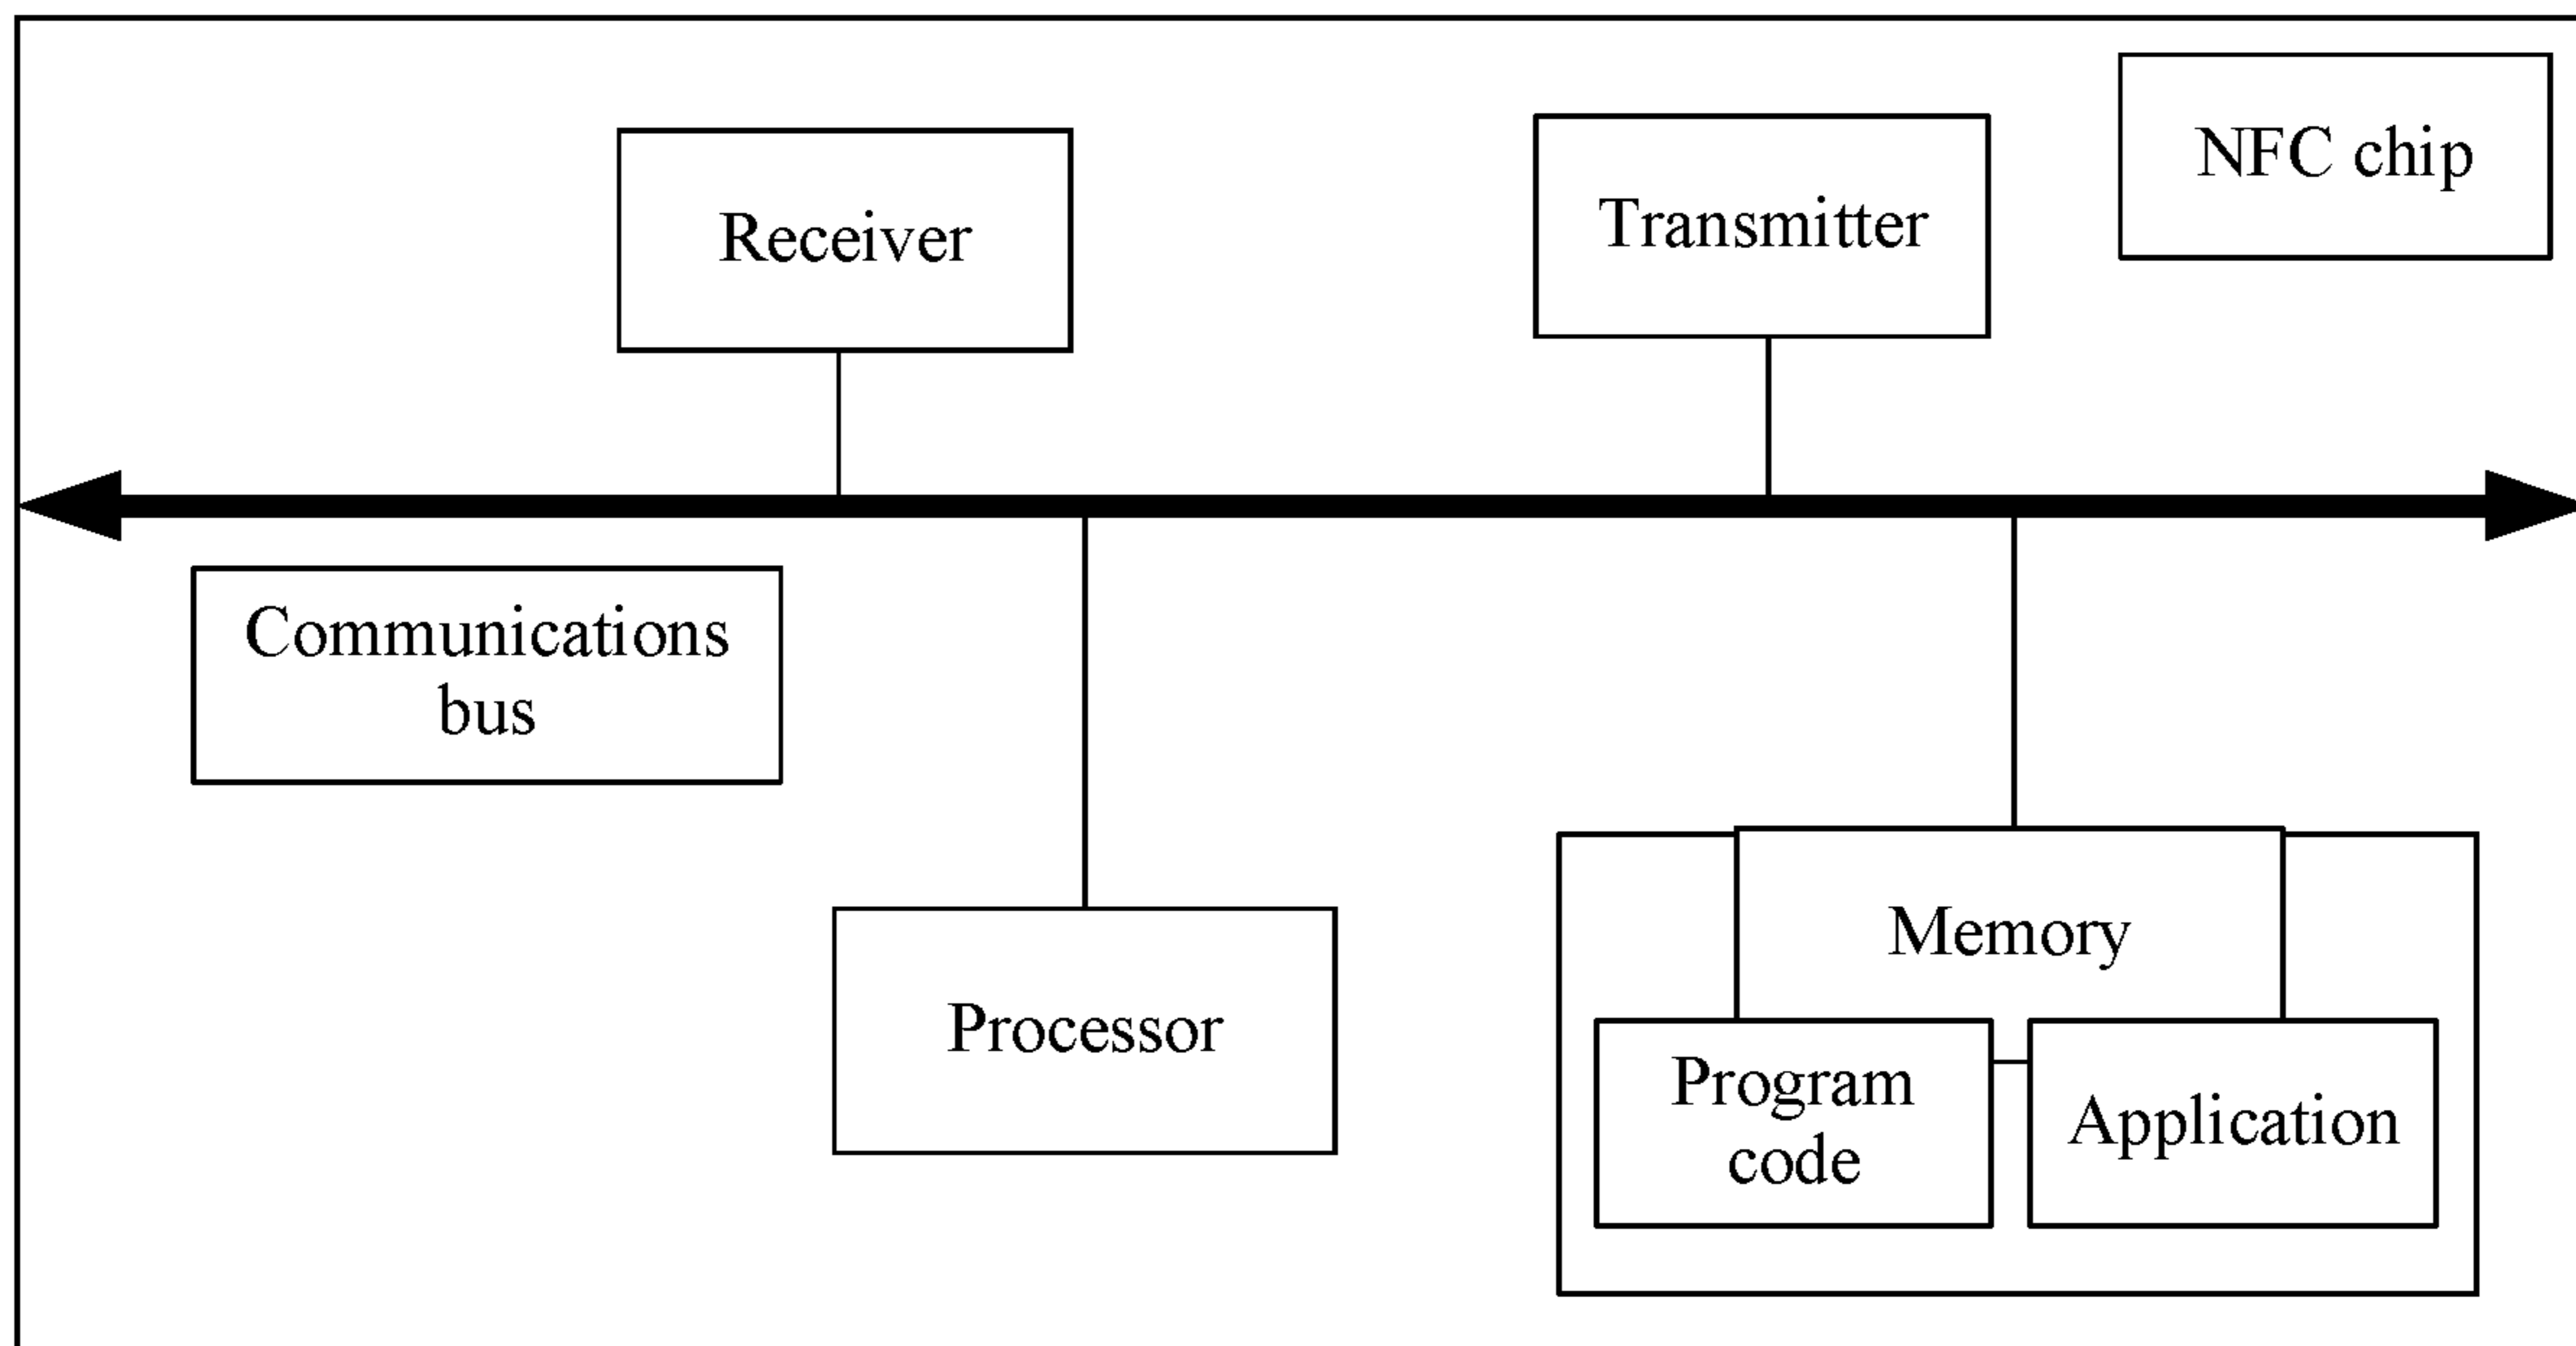 NFC chip
Receiver
Transmitter
Communications
bus
Memory
Processor
Program
code
Application